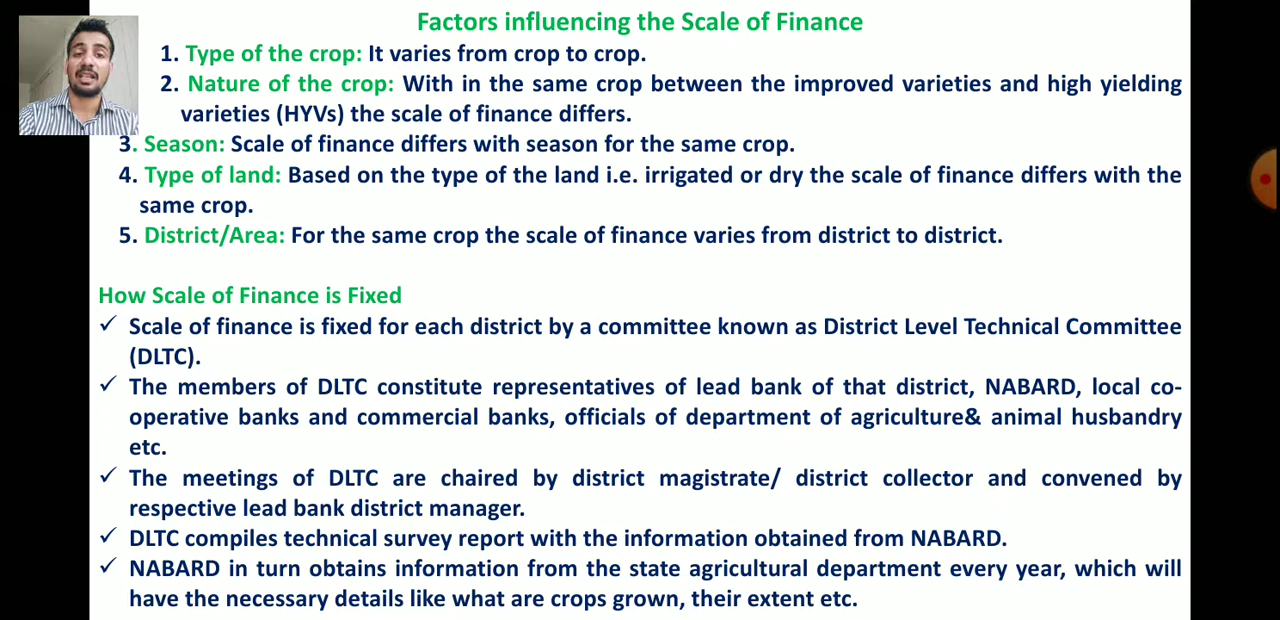 Factors influencing the Scale of Finance
1. Type of the crop: It varies from crop to crop.
2. Nature of the crop: With in the same crop between the improved varieties and high yielding
varieties (HYVs) the scale of finance differs.
3. Season: Scale of finance differs with season for the same crop.
4. Type of land: Based on the type of the land i.e. irrigated or dry the scale of finance differs with the
same crop.
5. District/Area: For the same crop the scale of finance varies from district to district.
How Scale of Finance is Fixed
✓ Scale of finance is fixed for each district by a committee known as District Level Technical Committee
(DLTC).
✓ The members of DLTC constitute representatives of lead bank of that district, NABARD, local co-
operative banks and commercial banks, officials of department of agriculture& animal husbandry
etc.
✓ The meetings of DLTC are chaired by district magistrate/ district collector and convened by
respective lead bank district manager.
✓ DLTC compiles technical survey report with the information obtained from NABARD.
✓ NABARD in turn obtains information from the state agricultural department every year, which will
have the necessary details like what are crops grown, their extent etc.